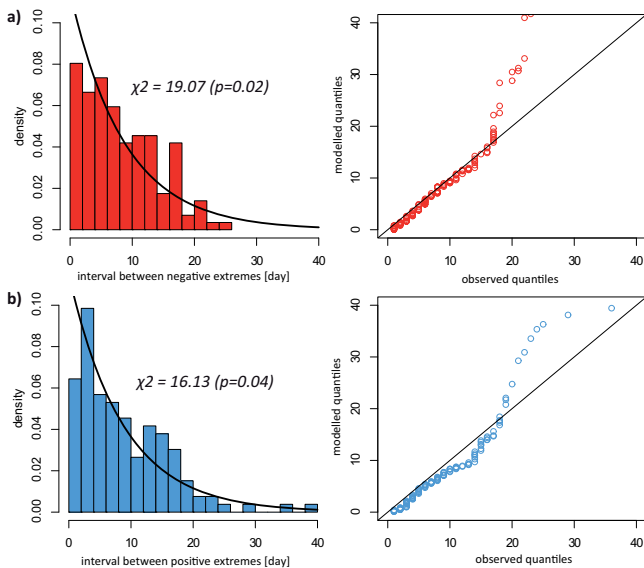 a)
0.10
0.08
0.06
0.04
0.02
0.00
density
χ2 = 19.07 (p=0.02)
0 10 20 30 40
interval between negative extremes [day]
40
30
20
10
0
modelled quantiles
0 10 20 30 40
observed quantiles
b)
0.10
0.08
0.06
0.04
0.02
0.00
density
χ2 = 16.13 (p=0.04)
0 10 20 30 40
interval between positive extremes [day]
40
30
20
10
0
modelled quantiles
0 10 20 30 40
observed quantiles